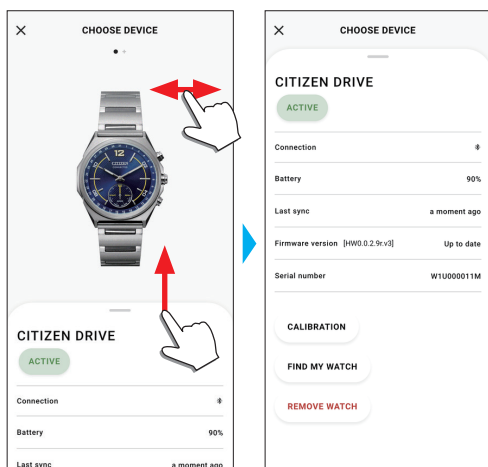 CHOOSE DEVICE
12
CITIZEN
CITIZEN DRIVE
ACTIVE
Connection
Battery 90%
Last sync a moment ago
CHOOSE DEVICE
CITIZEN DRIVE
ACTIVE
Connection
Battery 90%
Last sync a moment ago
Firmware version [HW0.0.2.9r.v3] Up to date
Serial number W1U000011M
CALIBRATION
FIND MY WATCH
REMOVE WATCH